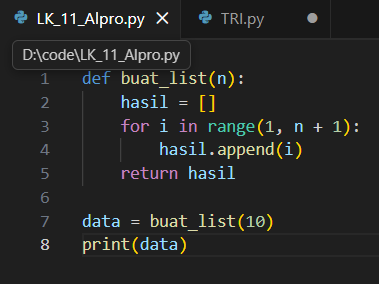 LK_11_Alpro.py
TRI.py
D:\code\LK_11_Alpro.py
1 def buat_list(n):
2     hasil = []
3     for i in range(1, n + 1):
4         hasil.append(i)
5     return hasil
6
7 data = buat_list(10)
8 print(data)